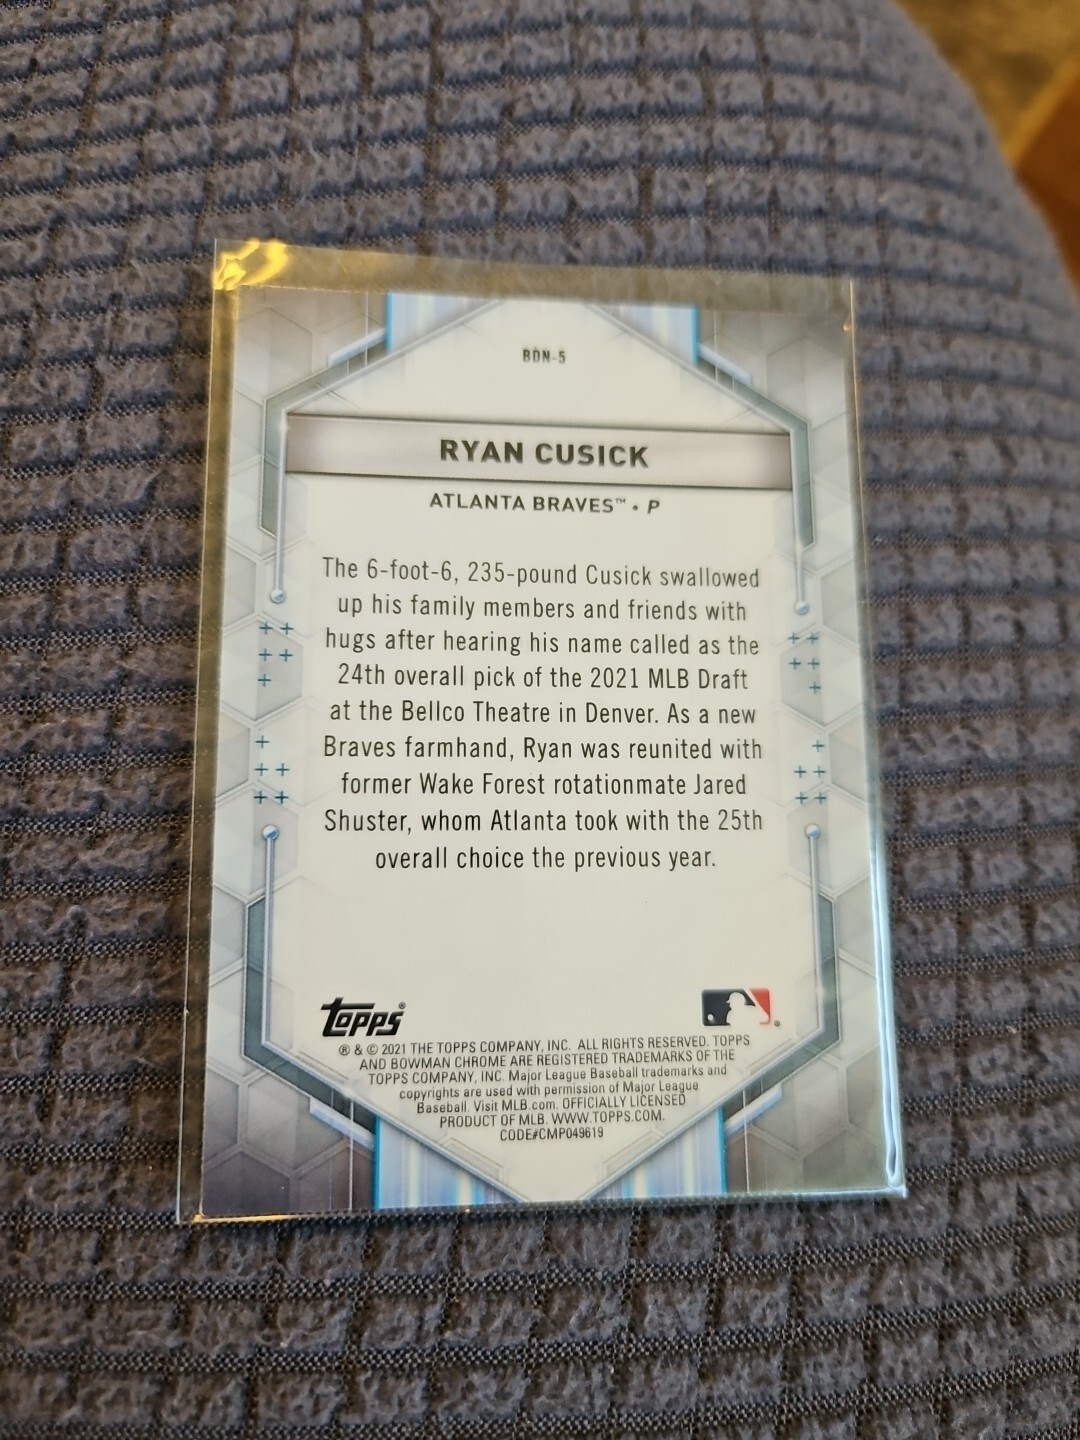 BDN-5
RYAN CUSICK
ATLANTA BRAVES™ • P
The 6-foot-6, 235-pound Cusick swallowed
up his family members and friends with
hugs after hearing his name called as the
24th overall pick of the 2021 MLB Draft
at the Bellco Theatre in Denver. As a new
Braves farmhand, Ryan was reunited with
former Wake Forest rotationmate Jared
Shuster, whom Atlanta took with the 25th
overall choice the previous year.
Topps®
® & © 2021 THE TOPPS COMPANY, INC. ALL RIGHTS RESERVED. TOPPS
AND BOWMAN CHROME ARE REGISTERED TRADEMARKS OF THE
TOPPS COMPANY, INC. Major League Baseball trademarks and
copyrights are used with permission of Major League
Baseball. Visit MLB.com. OFFICIALLY LICENSED
PRODUCT OF MLB. WWW.TOPPS.COM.
CODE#CMP049619